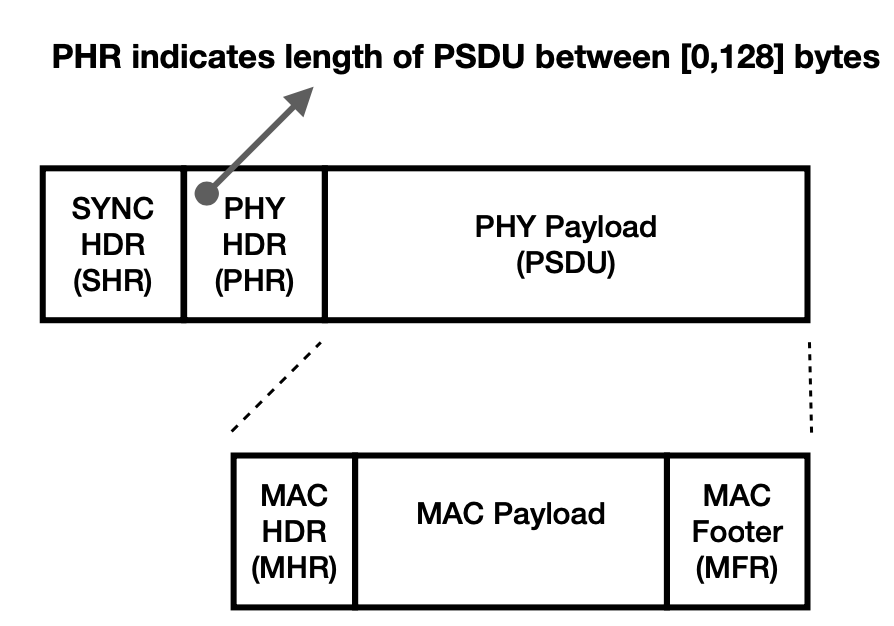 PHR indicates length of PSDU between [0,128] bytes
SYNC
HDR
(SHR)
PHY
HDR
(PHR)
PHY Payload
(PSDU)
MAC
HDR
(MHR)
MAC Payload
MAC
Footer
(MFR)